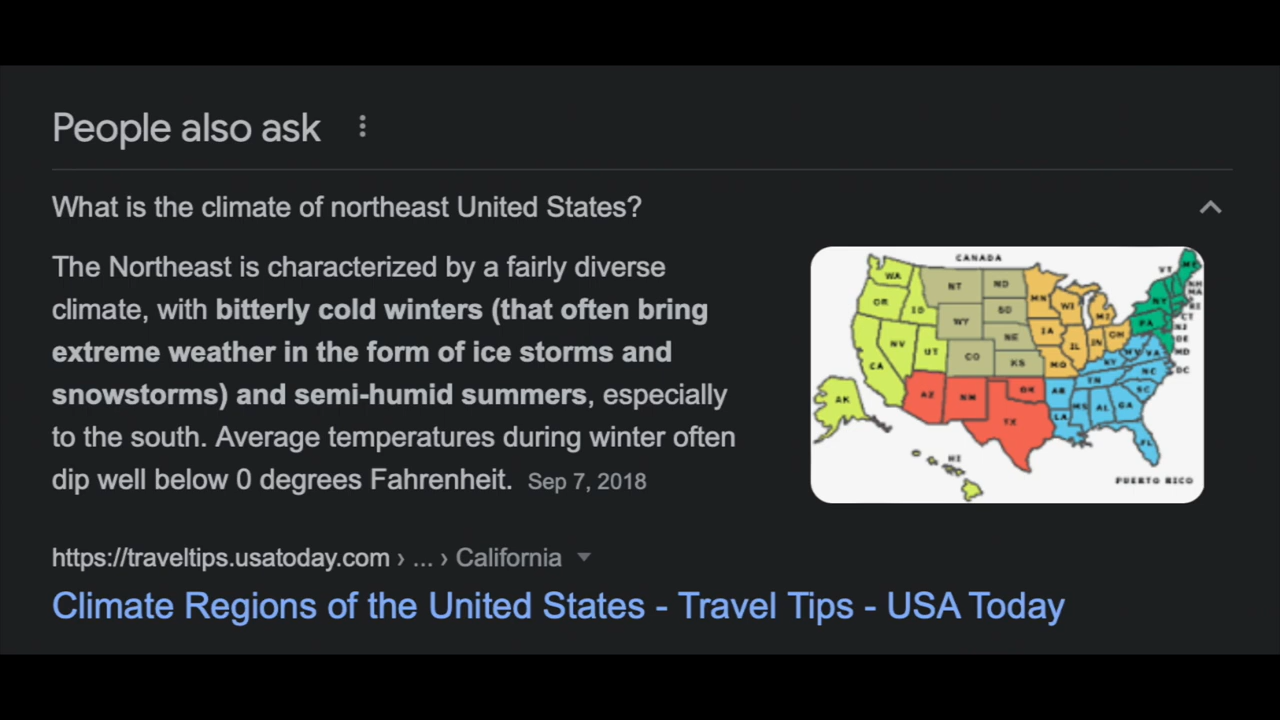 People also ask
What is the climate of northeast United States?
The Northeast is characterized by a fairly diverse
climate, with bitterly cold winters (that often bring
extreme weather in the form of ice storms and
snowstorms) and semi-humid summers, especially
to the south. Average temperatures during winter often
dip well below 0 degrees Fahrenheit. Sep 7, 2018
CANADA
WA
OR
ID
NV
UT
CA
AK
HI
NT
ND
SD
WY
NE
CO
KS
AZ
NM
OK
TX
MN
WI
MI
IA
IL
IN
OH
MO
AR
LA
MS
AL
GA
FL
TN
KY
WV
VA
NC
SC
VT
ME
NH
MA
RI
CT
NJ
DE
MD
DC
NY
PA
PUERTO RICO
https://traveltips.usatoday.com › ... › California
Climate Regions of the United States - Travel Tips - USA Today